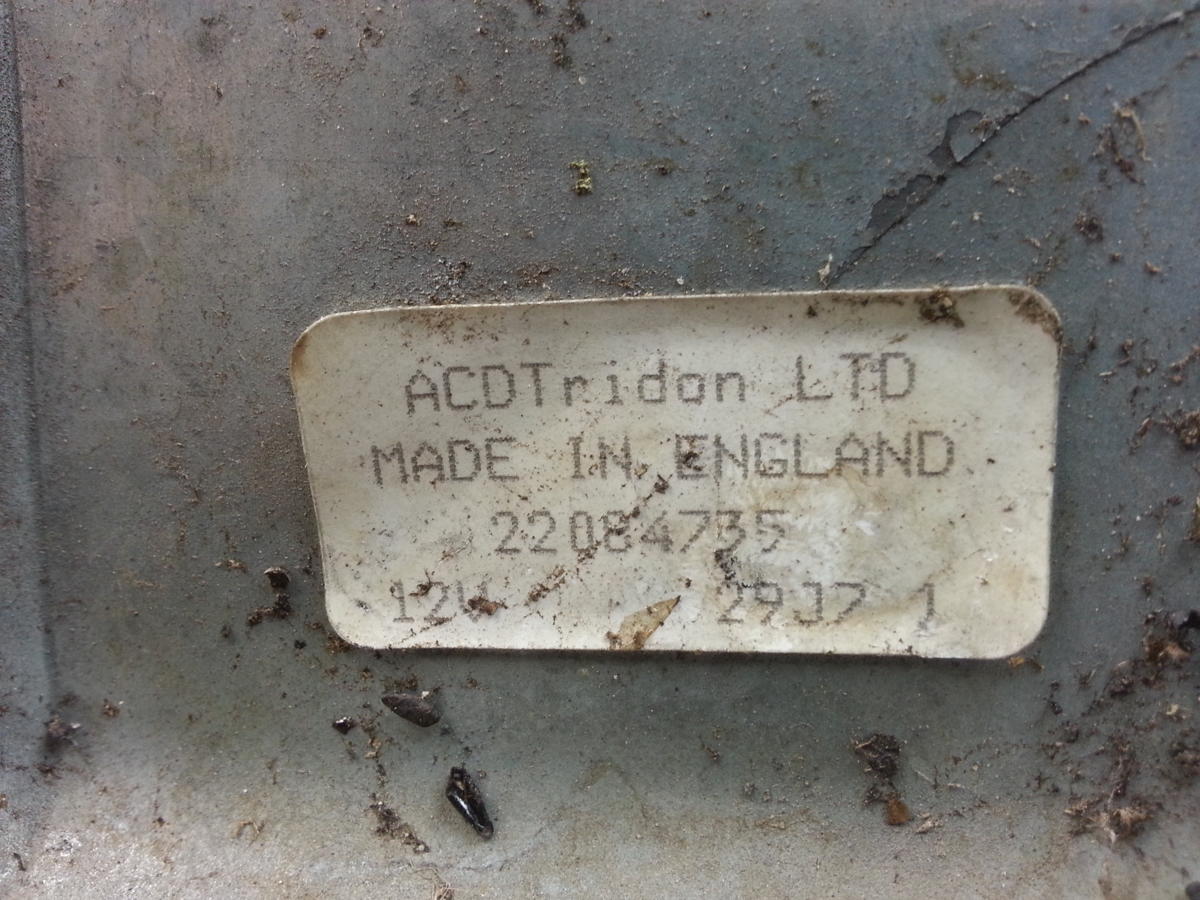 ACDTridon LTD
MADE IN ENGLAND
22084735
12V 29J7 1